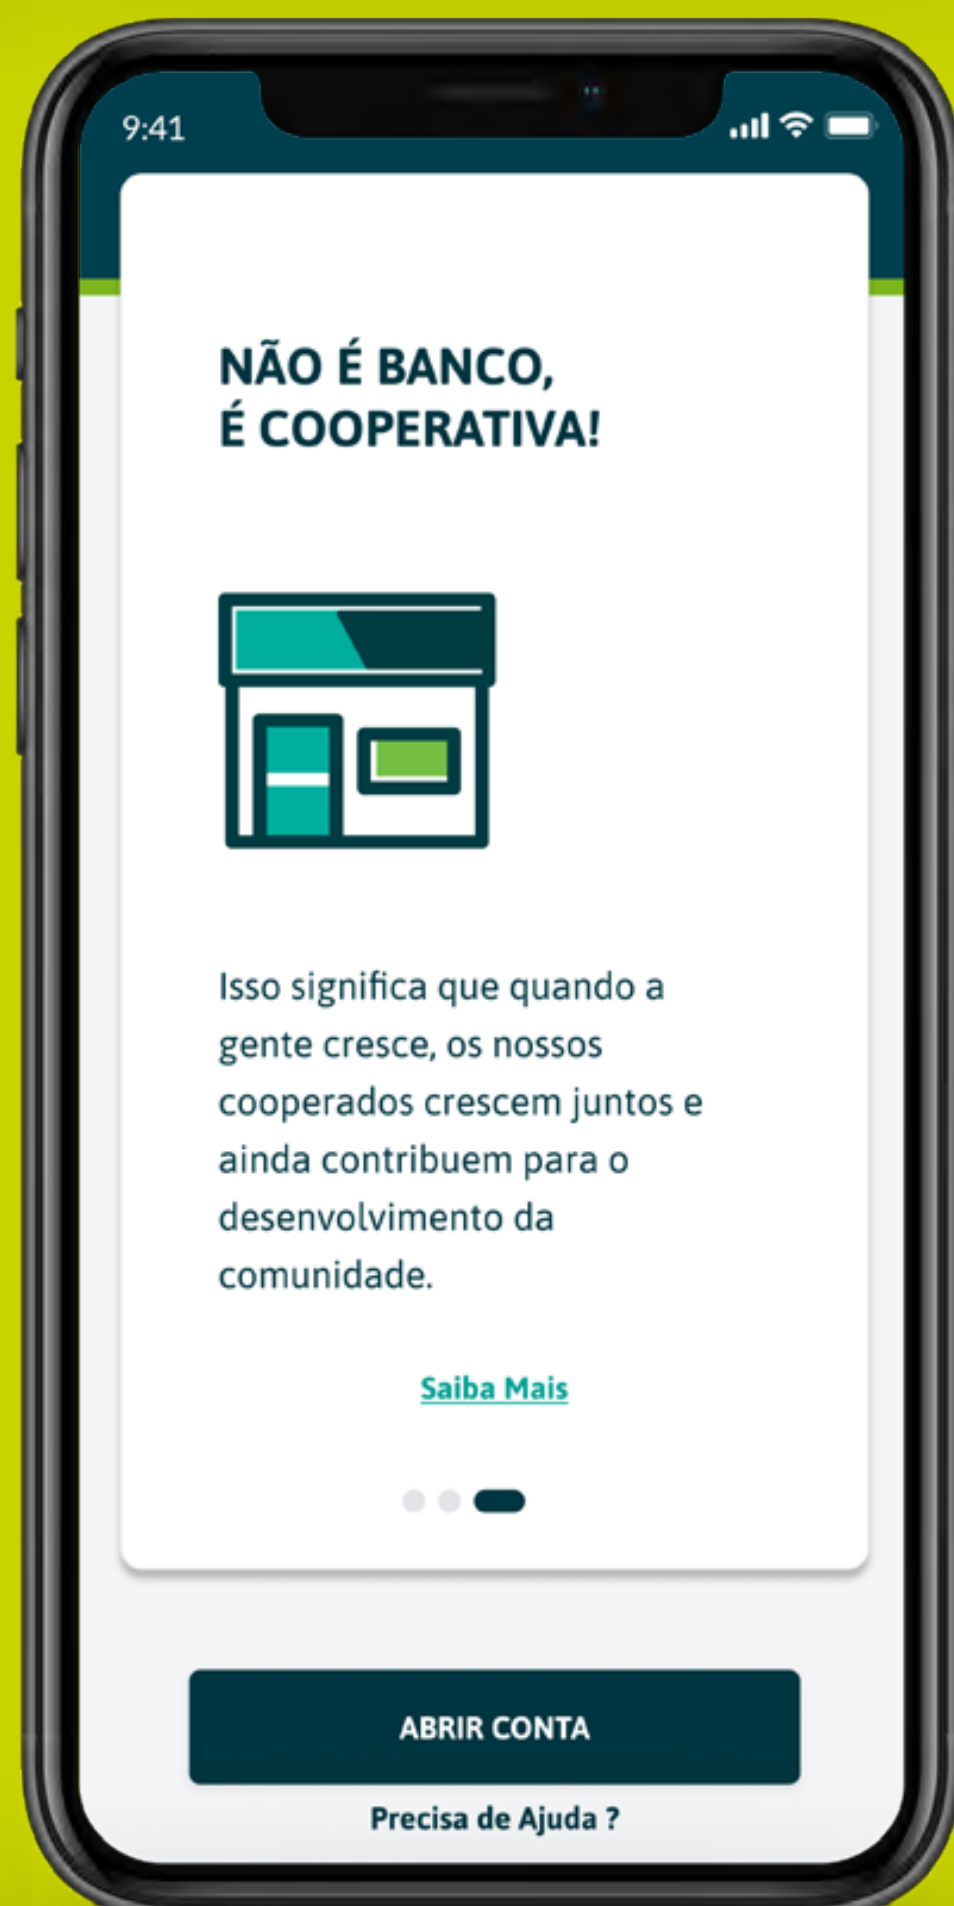 9:41
NÃO É BANCO,
É COOPERATIVA!
Isso significa que quando a
gente cresce, os nossos
cooperados crescem juntos e
ainda contribuem para o
desenvolvimento da
comunidade.
Saiba Mais
ABRIR CONTA
Precisa de Ajuda ?